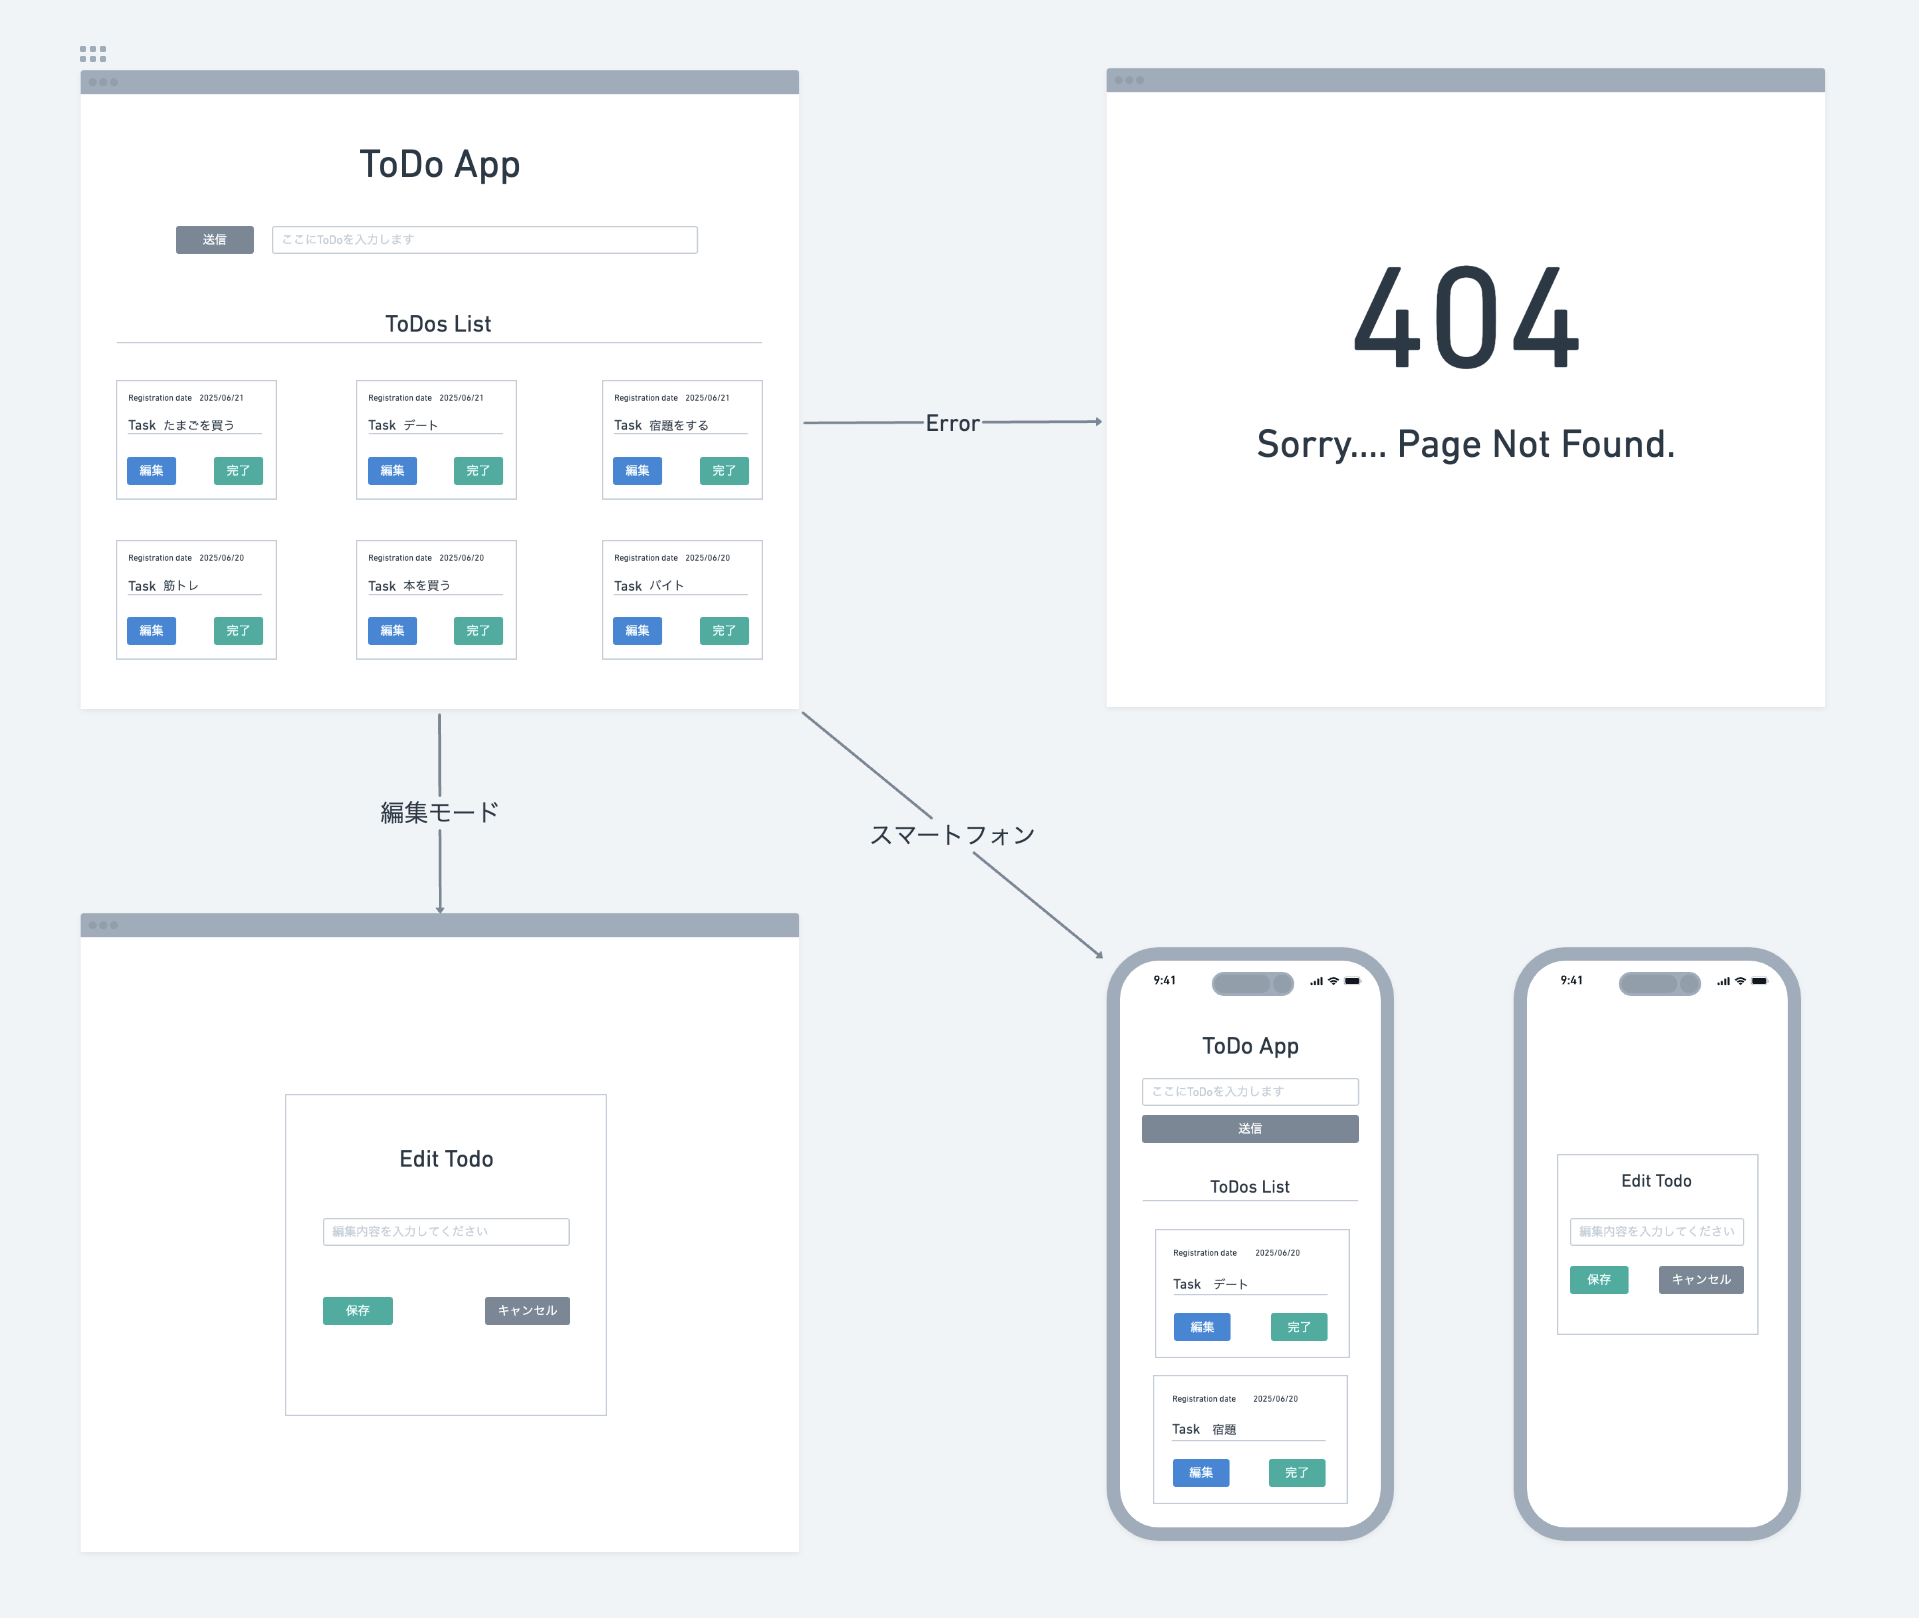 ToDo App
送信 ここにToDoを入力します
ToDos List
Registration date 2025/06/21
Task たまごを買う
編集 完了
Registration date 2025/06/21
Task デート
編集 完了
Registration date 2025/06/21
Task 宿題をする
編集 完了
Registration date 2025/06/20
Task 筋トレ
編集 完了
Registration date 2025/06/20
Task 本を買う
編集 完了
Registration date 2025/06/20
Task バイト
編集 完了
Error
404
Sorry.... Page Not Found.
編集モード
スマートフォン
Edit Todo
編集内容を入力してください
保存 キャンセル
9:41
ToDo App
ここにToDoを入力します
送信
ToDos List
Registration date 2025/06/20
Task デート
編集 完了
Registration date 2025/06/20
Task 宿題
編集 完了
9:41
Edit Todo
編集内容を入力してください
保存 キャンセル